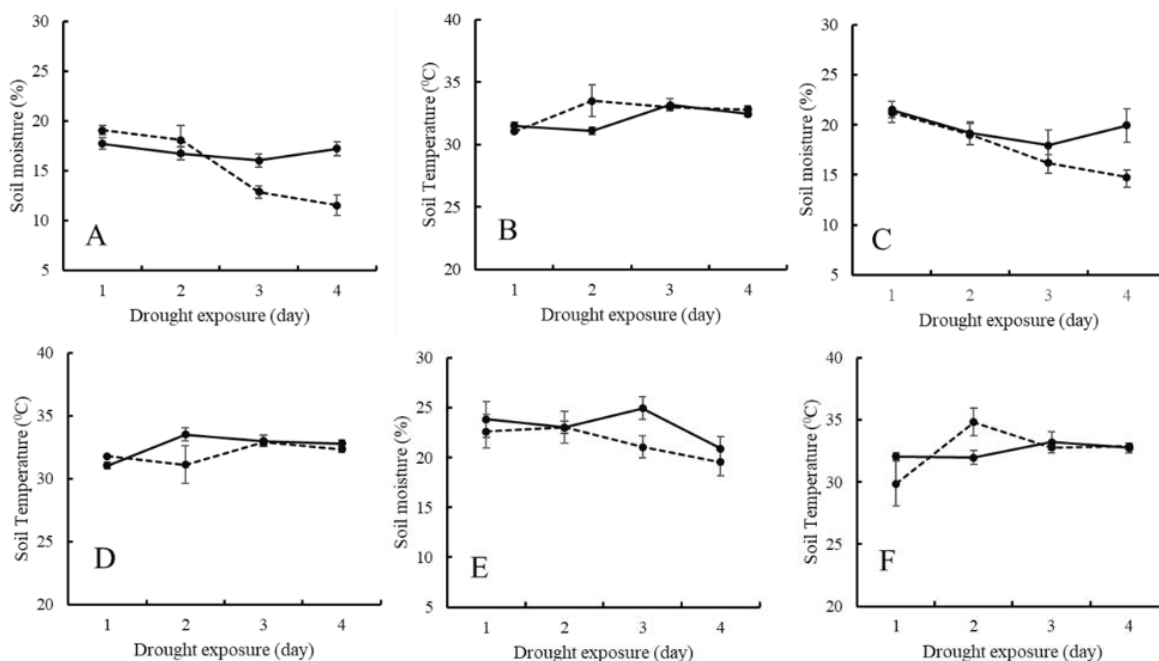 30
25
20
15
10
5
Soil moisture (%)
A
1 2 3 4
Drought exposure (day)
40
35
30
25
20
Soil Temperature (⁰C)
B
1 2 3 4
Drought exposure (day)
30
25
20
15
10
5
Soil moisture (%)
C
1 2 3 4
Drought exposure (day)
40
35
30
25
20
Soil Temperature (⁰C)
D
1 2 3 4
Drought exposure (day)
30
25
20
15
10
5
Soil moisture (%)
E
1 2 3 4
Drought exposure (day)
40
35
30
25
20
Soil Temperature (⁰C)
F
1 2 3 4
Drought exposure (day)